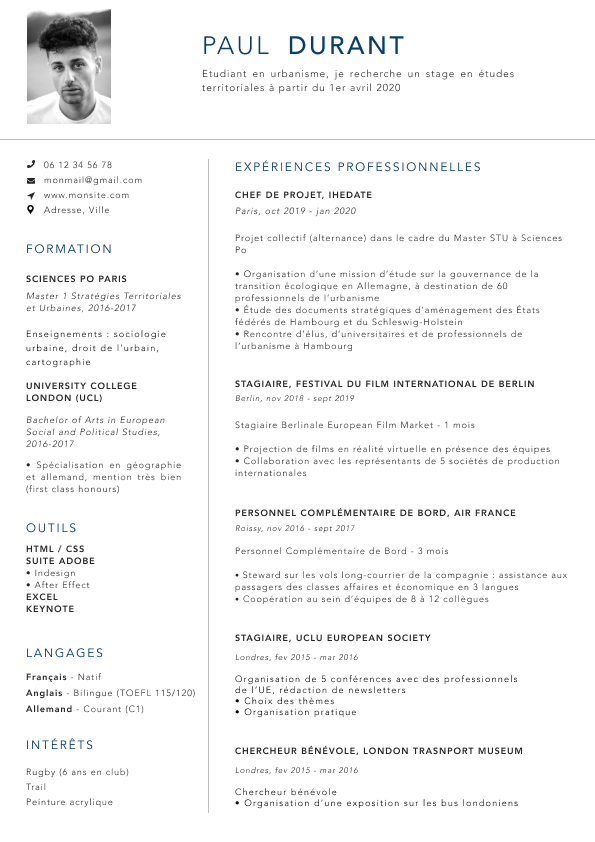 PAUL DURANT
Etudiant en urbanisme, je recherche un stage en études
territoriales à partir du 1er avril 2020
06 12 34 56 78
monmail@gmail.com
www.monsite.com
Adresse, Ville
FORMATION
SCIENCES PO PARIS
Master 1 Stratégies Territoriales
et Urbaines, 2016-2017
Enseignements : sociologie
urbaine, droit de l'urbain,
cartographie
UNIVERSITY COLLEGE
LONDON (UCL)
Bachelor of Arts in European
Social and Political Studies,
2016-2017
• Spécialisation en géographie
et allemand, mention très bien
(first class honours)
OUTILS
HTML / CSS
SUITE ADOBE
• Indesign
• After Effect
EXCEL
KEYNOTE
LANGAGES
Français - Natif
Anglais - Bilingue (TOEFL 115/120)
Allemand - Courant (C1)
INTÉRÊTS
Rugby (6 ans en club)
Trail
Peinture acrylique
EXPÉRIENCES PROFESSIONNELLES
CHEF DE PROJET, IHEDATE
Paris, oct 2019 - jan 2020
Projet collectif (alternance) dans le cadre du Master STU à Sciences
Po
• Organisation d'une mission d'étude sur la gouvernance de la
transition écologique en Allemagne, à destination de 60
professionnels de l'urbanisme
• Étude des documents stratégiques d'aménagement des États
fédérés de Hambourg et du Schleswig-Holstein
• Rencontre d'élus, d'universitaires et de professionnels de
l'urbanisme à Hambourg
STAGIAIRE, FESTIVAL DU FILM INTERNATIONAL DE BERLIN
Berlin, nov 2018 - sept 2019
Stagiaire Berlinale European Film Market - 1 mois
• Projection de films en réalité virtuelle en présence des équipes
• Collaboration avec les représentants de 5 sociétés de production
internationales
PERSONNEL COMPLÉMENTAIRE DE BORD, AIR FRANCE
Roissy, nov 2016 - sept 2017
Personnel Complémentaire de Bord - 3 mois
• Steward sur les vols long-courrier de la compagnie : assistance aux
passagers des classes affaires et économique en 3 langues
• Coopération au sein d'équipes de 8 à 12 collègues
STAGIAIRE, UCLU EUROPEAN SOCIETY
Londres, fev 2015 - mar 2016
Organisation de 5 conférences avec des professionnels
de l'UE, rédaction de newsletters
• Choix des thèmes
• Organisation pratique
CHERCHEUR BÉNÉVOLE, LONDON TRASNPORT MUSEUM
Londres, fev 2015 - mar 2016
Chercheur bénévole
• Organisation d'une exposition sur les bus londoniens